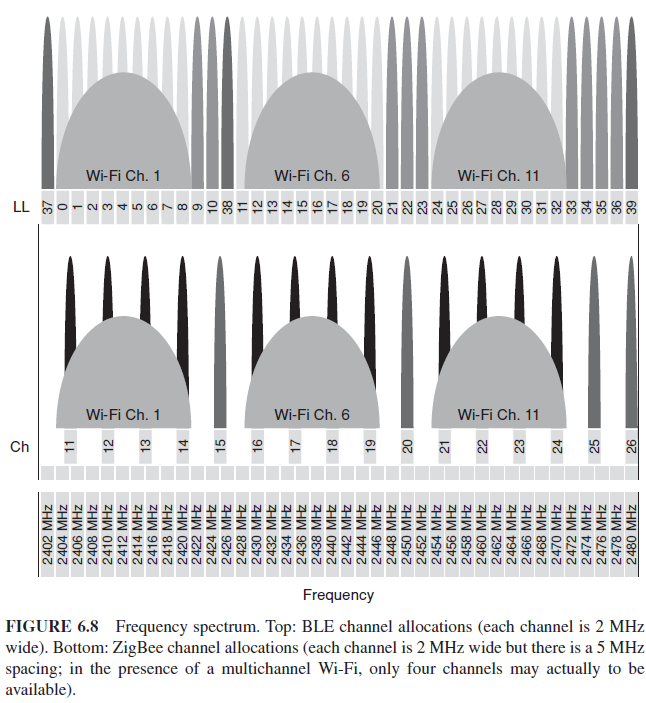 Wi-Fi Ch. 1 Wi-Fi Ch. 6 Wi-Fi Ch. 11
LL 37 0 1 2 3 4 5 6 7 8 9 10 38 11 12 13 14 15 16 17 18 19 20 21 22 23 24 25 26 27 28 29 30 31 32 33 34 35 36 39
Wi-Fi Ch. 1 Wi-Fi Ch. 6 Wi-Fi Ch. 11
Ch 11 12 13 14 15 16 17 18 19 20 21 22 23 24 25 26
2402 MHz
2404 MHz
2406 MHz
2408 MHz
2410 MHz
2412 MHz
2414 MHz
2416 MHz
2418 MHz
2420 MHz
2422 MHz
2424 MHz
2426 MHz
2428 MHz
2430 MHz
2432 MHz
2434 MHz
2436 MHz
2438 MHz
2440 MHz
2442 MHz
2444 MHz
2446 MHz
2448 MHz
2450 MHz
2452 MHz
2454 MHz
2456 MHz
2458 MHz
2460 MHz
2462 MHz
2464 MHz
2466 MHz
2468 MHz
2470 MHz
2472 MHz
2474 MHz
2476 MHz
2478 MHz
2480 MHz
Frequency
FIGURE 6.8 Frequency spectrum. Top: BLE channel allocations (each channel is 2 MHz
wide). Bottom: ZigBee channel allocations (each channel is 2 MHz wide but there is a 5 MHz
spacing; in the presence of a multichannel Wi-Fi, only four channels may actually to be
available).